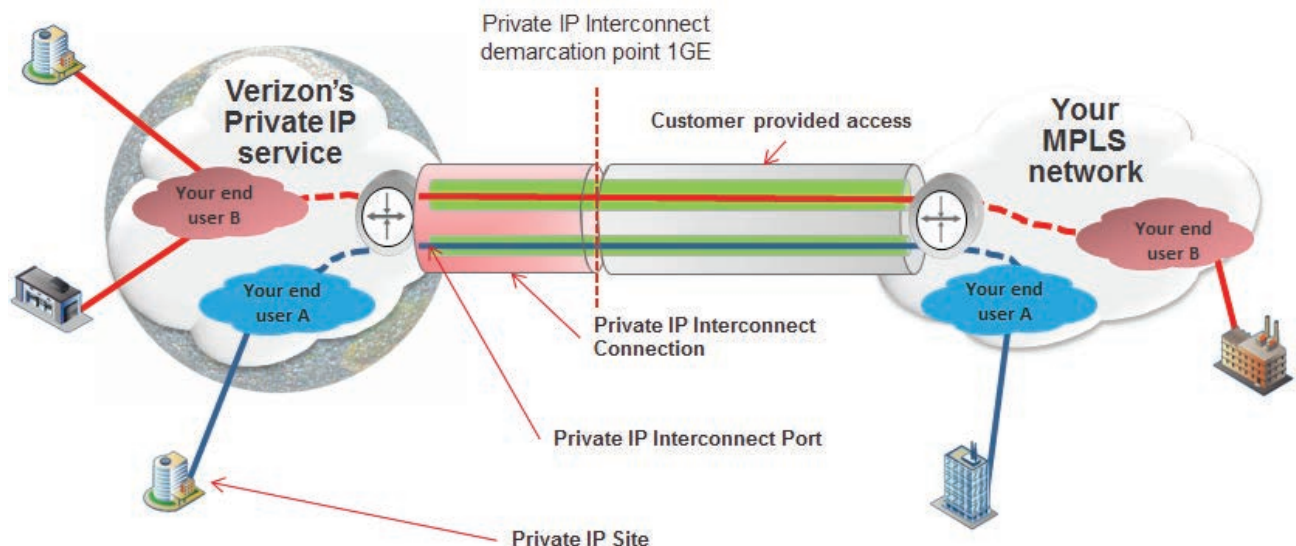 Private IP Interconnect
demarcation point 1GE
Verizon's
Private IP
service
Customer provided access
Your
MPLS
network
Your end
user B
Your end
user A
Your end
user B
Your end
user A
Private IP Interconnect
Connection
Private IP Interconnect Port
Private IP Site